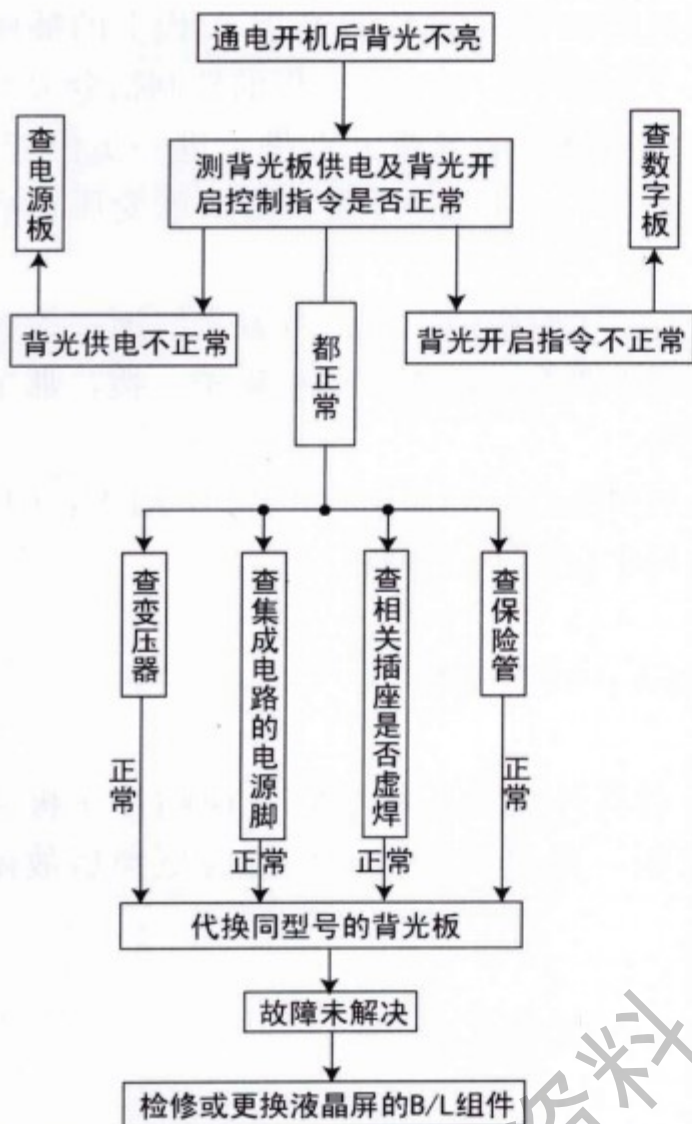 通电开机后背光不亮
查电源板
测背光板供电及背光开
启控制指令是否正常
查数字板
背光供电不正常
都正常
背光开启指令不正常
查变压器
查集成电路的电源脚
查相关插座是否虚焊
查保险管
正常
正常
正常
正常
代换同型号的背光板
故障未解决
检修或更换液晶屏的B/L组件
资料